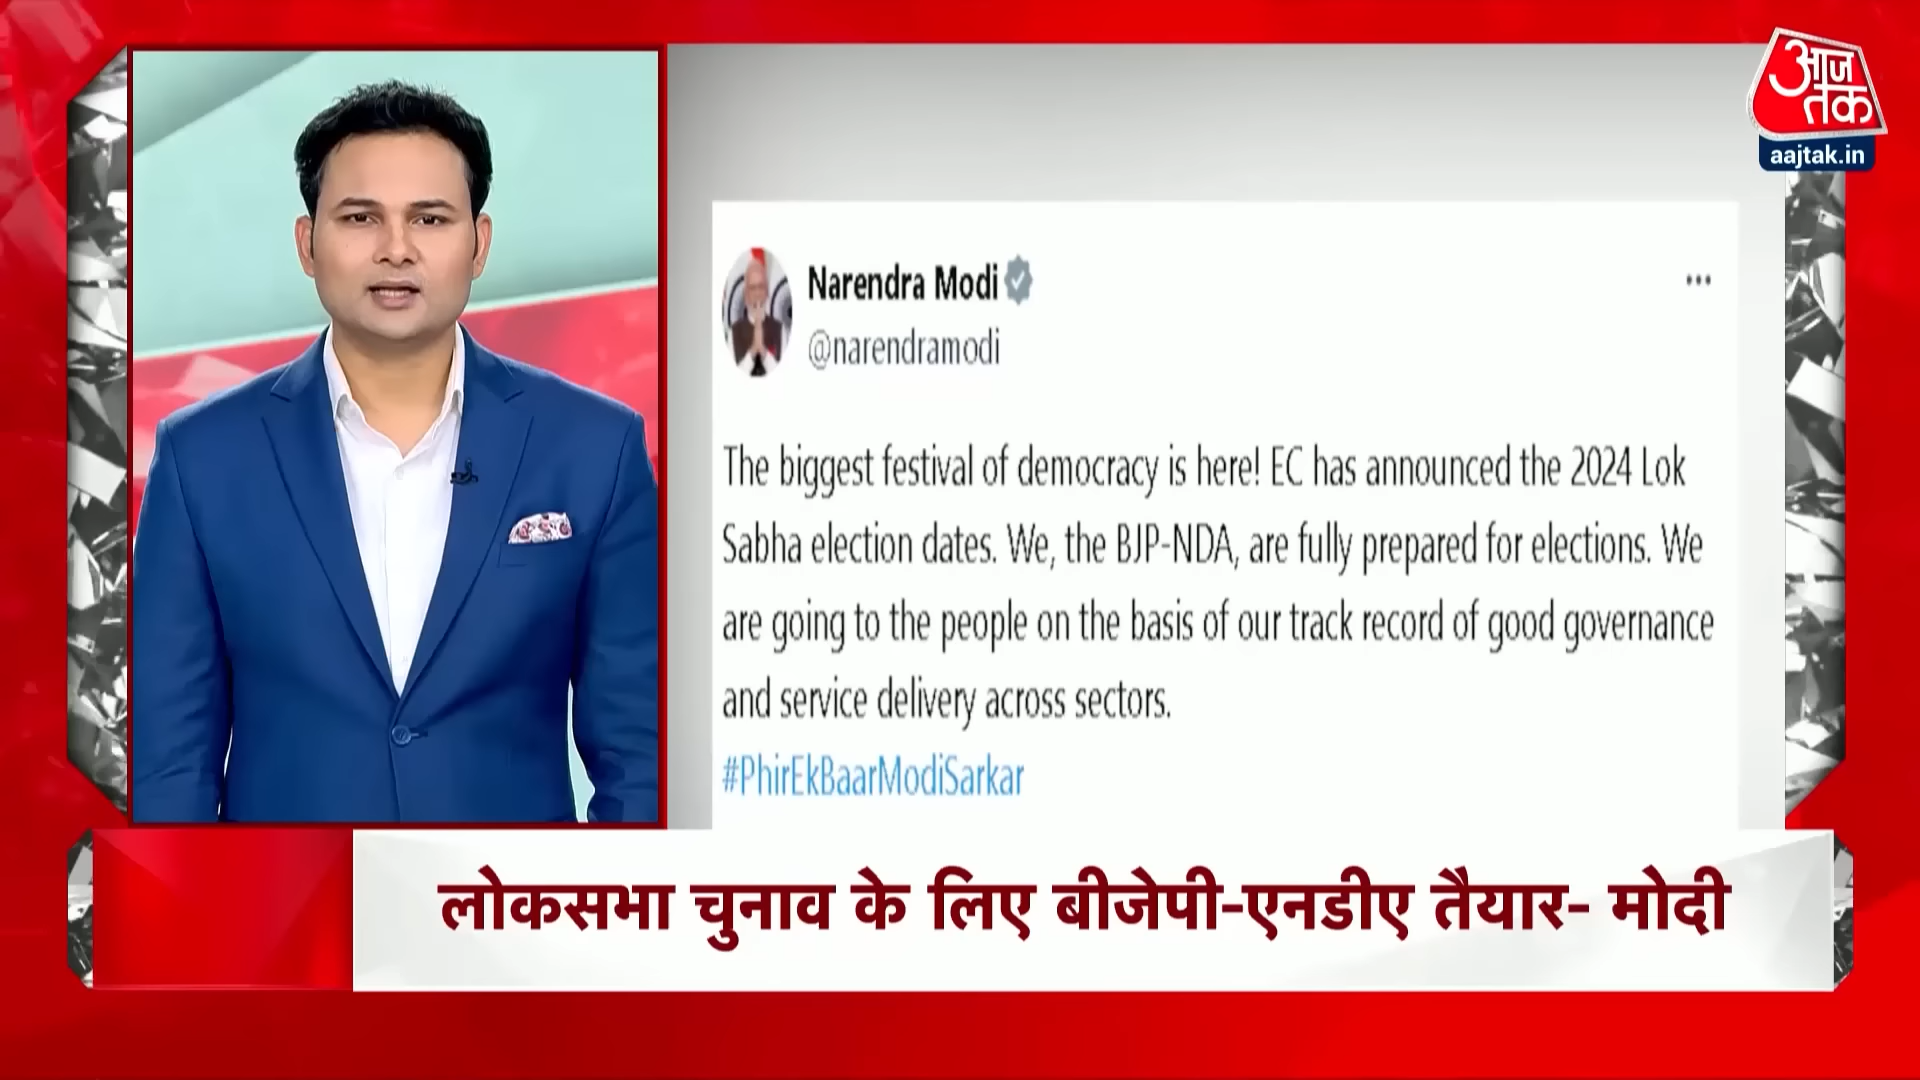 आज
तक
aajtak.in
Narendra Modi
@narendramodi
The biggest festival of democracy is here! EC has announced the 2024 Lok
Sabha election dates. We, the BJP-NDA, are fully prepared for elections. We
are going to the people on the basis of our track record of good governance
and service delivery across sectors.
#PhirEkBaarModiSarkar
लोकसभा चुनाव के लिए बीजेपी-एनडीए तैयार- मोदी